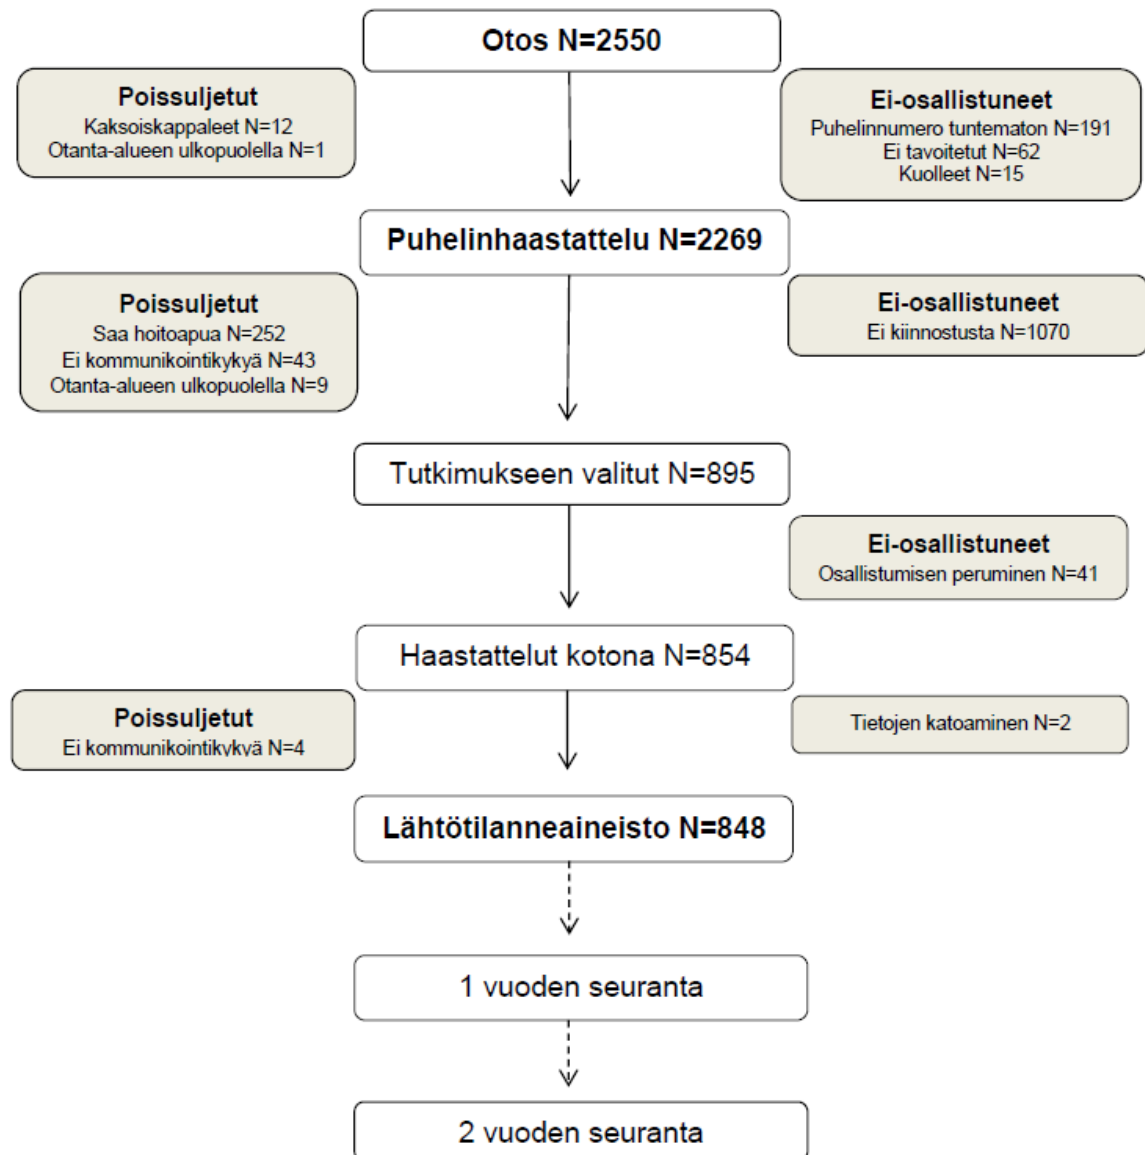 Otos N=2550
Poissuljetut
Kaksoiskappaleet N=12
Otanta-alueen ulkopuolella N=1
Ei-osallistuneet
Puhelinnumero tuntematon N=191
Ei tavoitetut N=62
Kuolleet N=15
Puhelinhaastattelu N=2269
Poissuljetut
Saa hoitoapua N=252
Ei kommunikointikykyä N=43
Otanta-alueen ulkopuolella N=9
Ei-osallistuneet
Ei kiinnostusta N=1070
Tutkimukseen valitut N=895
Ei-osallistuneet
Osallistumisen peruminen N=41
Haastattelut kotona N=854
Poissuljetut
Ei kommunikointikykyä N=4
Tietojen katoaminen N=2
Lähtötilanneaineisto N=848
1 vuoden seuranta
2 vuoden seuranta